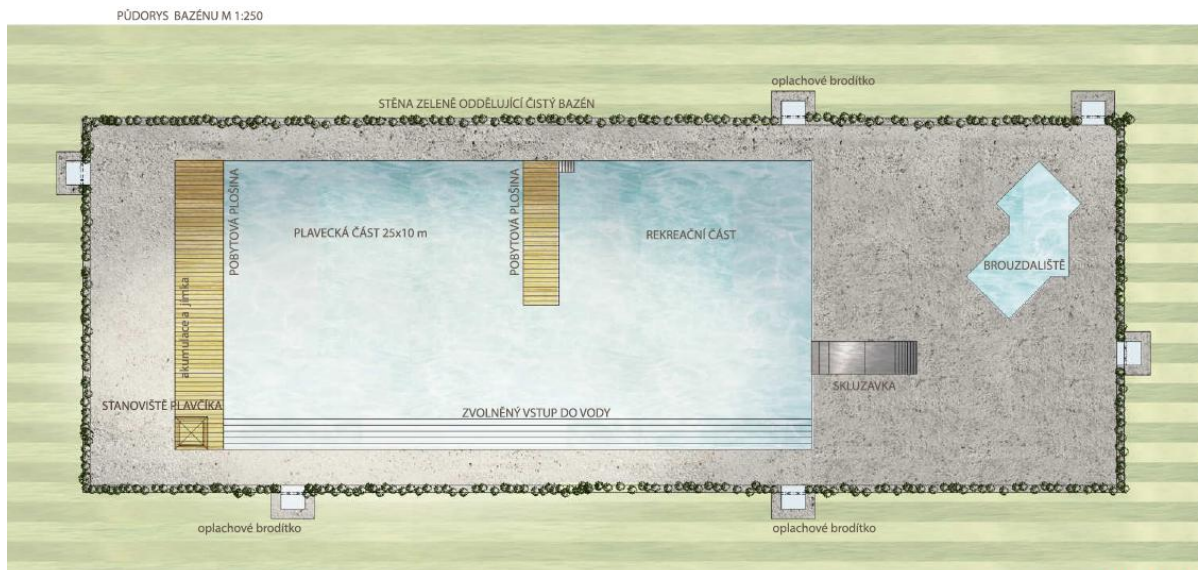 PŮDORYS BAZÉNU M 1:250
oplachové brodítko
STĚNA ZELENĚ ODDĚLUJÍCÍ ČISTÝ BAZÉN
POBYTOVÁ PLOŠINA
PLAVECKÁ ČÁST 25x10 m
POBYTOVÁ PLOŠINA
REKREAČNÍ ČÁST
BROUZDALIŠTĚ
akumulace a jímka
SKLUZAVKA
STANOVIŠTĚ PLAVČÍKA
ZVOLNĚNÝ VSTUP DO VODY
oplachové brodítko
oplachové brodítko